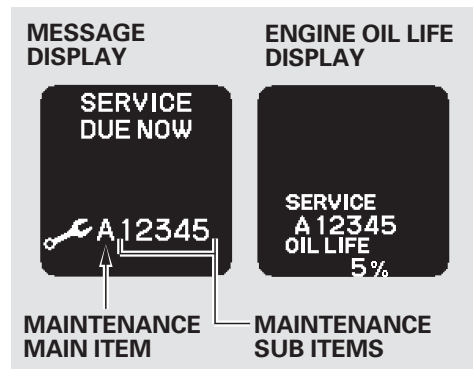 MESSAGE
DISPLAY
SERVICE
DUE NOW
A12345
MAINTENANCE
MAIN ITEM
ENGINE OIL LIFE
DISPLAY
SERVICE
A12345
OIL LIFE
5%
MAINTENANCE
SUB ITEMS